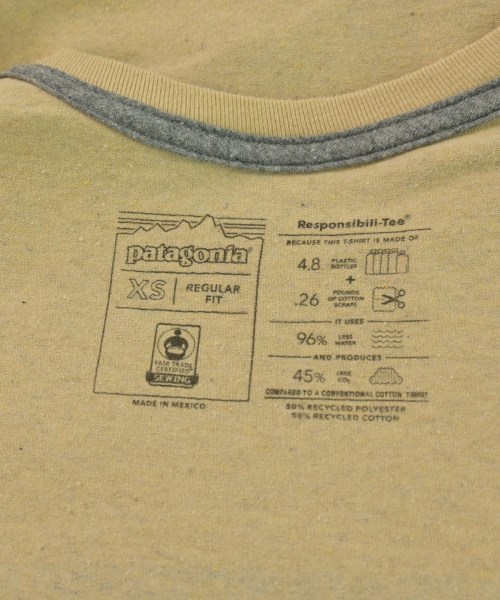 patagonia®
XS
REGULAR
FIT
FAIR TRADE
CERTIFIED
SEWING
MADE IN MEXICO
Responsibili-Tee®
BECAUSE THIS T-SHIRT IS MADE OF
4.8 PLASTIC
BOTTLES
+
.26 POUNDS
OF COTTON
SCRAPS
IT USES
96% LESS
WATER
AND PRODUCES
45% LESS
CO₂
COMPARED TO A CONVENTIONAL COTTON T-SHIRT
50% RECYCLED POLYESTER
50% RECYCLED COTTON